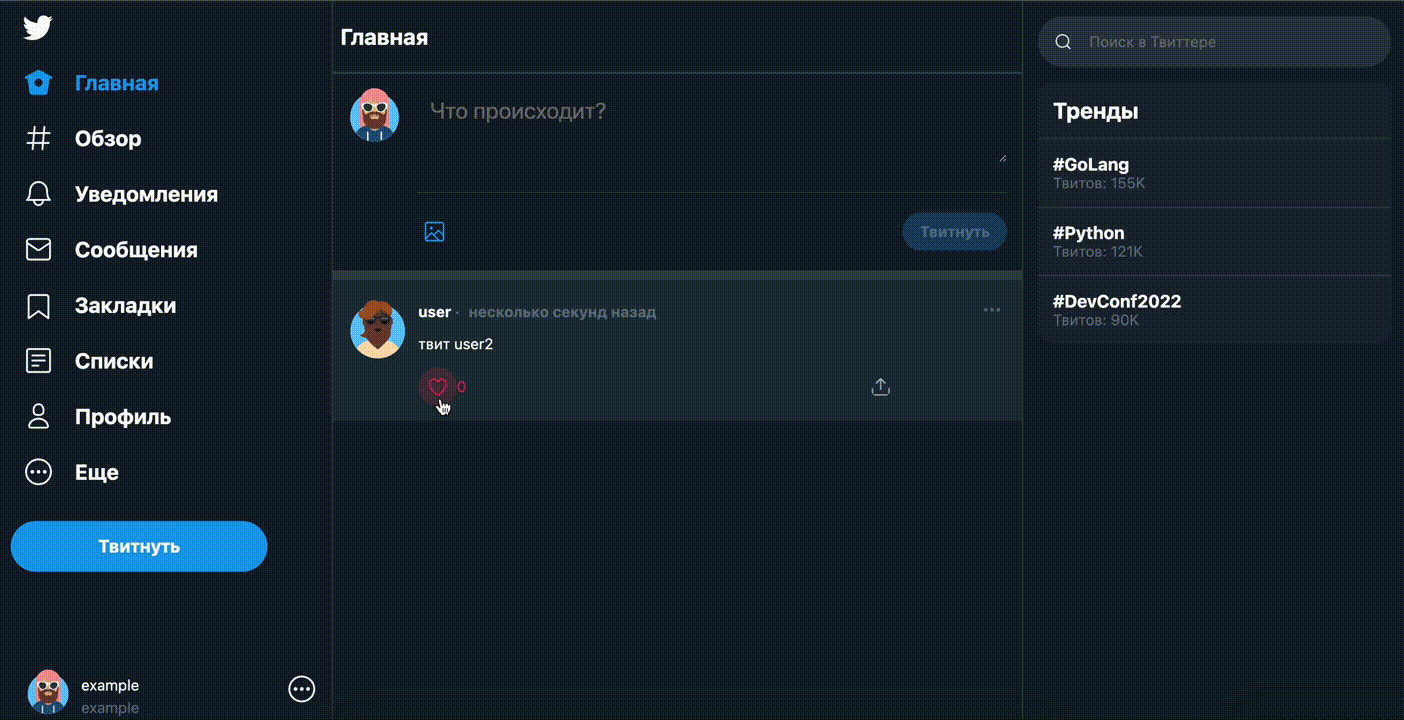 Главная
Обзор
Уведомления
Сообщения
Закладки
Списки
Профиль
Еще
Твитнуть
example
example
Главная
Что происходит?
Твитнуть
user · несколько секунд назад
твит user2
0
Поиск в Твиттере
Тренды
#GoLang
Твитов: 155K
#Python
Твитов: 121K
#DevConf2022
Твитов: 90K